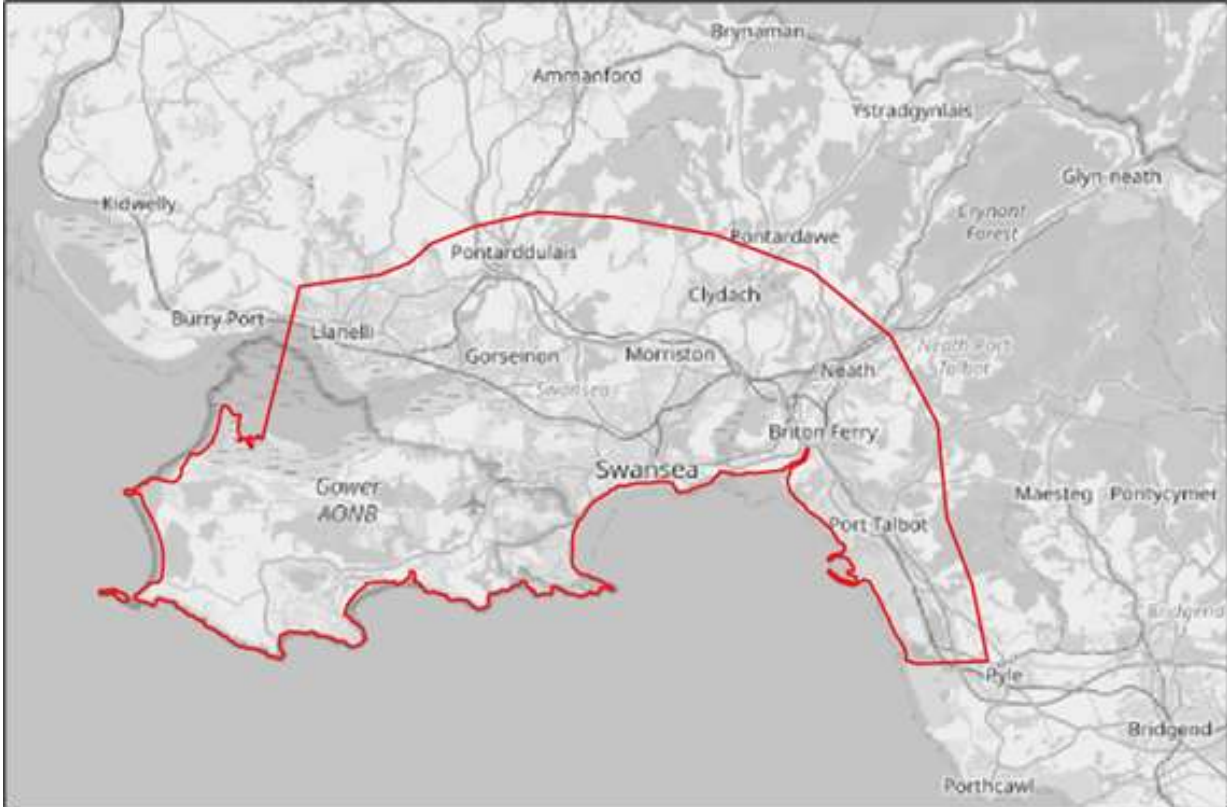 Brynaman
Ammanford
Ystradgynlais
Glyn-neath
Kidwelly
Crynant
Forest
Pontarddulais
Pontardawe
Clydach
Burry Port
Llanelli
Gorseinon
Morriston
Neath Port
Talbot
Neath
Swansea
Briton Ferry
Swansea
Gower
AONB
Maesteg
Pontycymer
Port Talbot
Bridgend
Pyle
Bridgend
Porthcawl